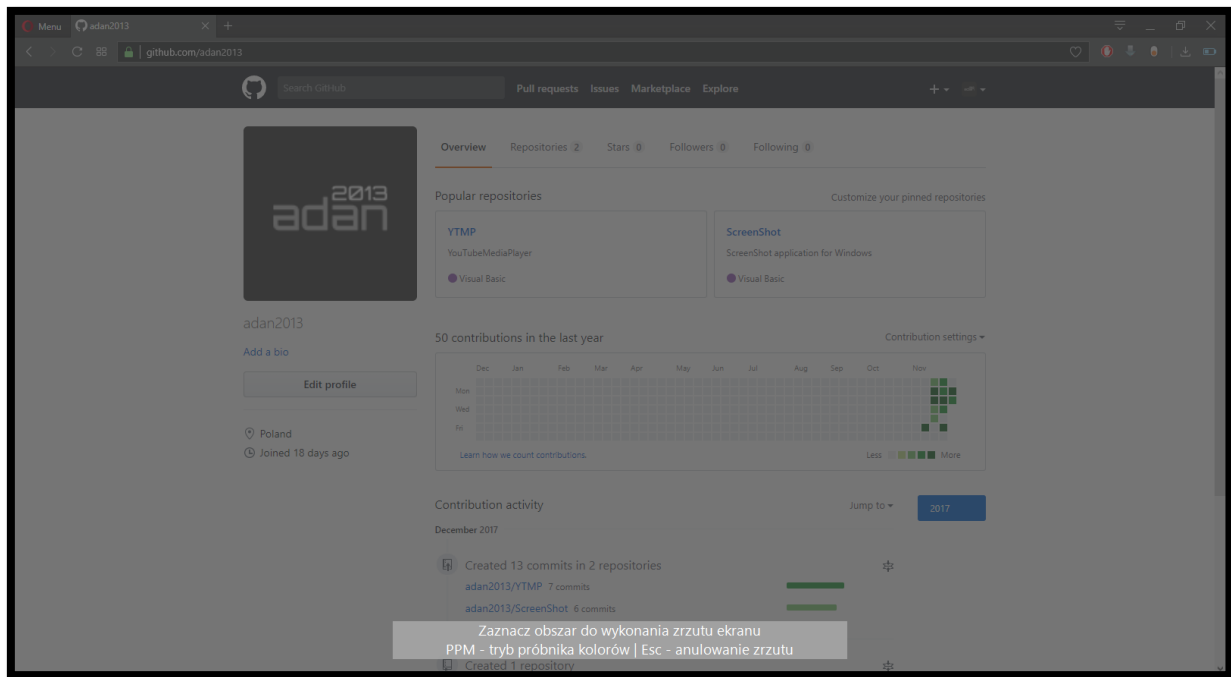 Menu adan2013
github.com/adan2013
Search GitHub Pull requests Issues Marketplace Explore
Overview Repositories 2 Stars 0 Followers 0 Following 0
2013
adan
Popular repositories Customize your pinned repositories
YTMP
YouTubeMediaPlayer
Visual Basic
ScreenShot
ScreenShot application for Windows
Visual Basic
adan2013
Add a bio
Edit profile
Poland
Joined 18 days ago
50 contributions in the last year Contribution settings
Dec Jan Feb Mar Apr May Jun Jul Aug Sep Oct Nov
Mon
Wed
Fri
Learn how we count contributions. Less More
Contribution activity Jump to 2017
December 2017
Created 13 commits in 2 repositories
adan2013/YTMP 7 commits
adan2013/ScreenShot 6 commits
Zaznacz obszar do wykonania zrzutu ekranu
PPM - tryb próbnika kolorów | Esc - anulowanie zrzutu
Created 1 repository